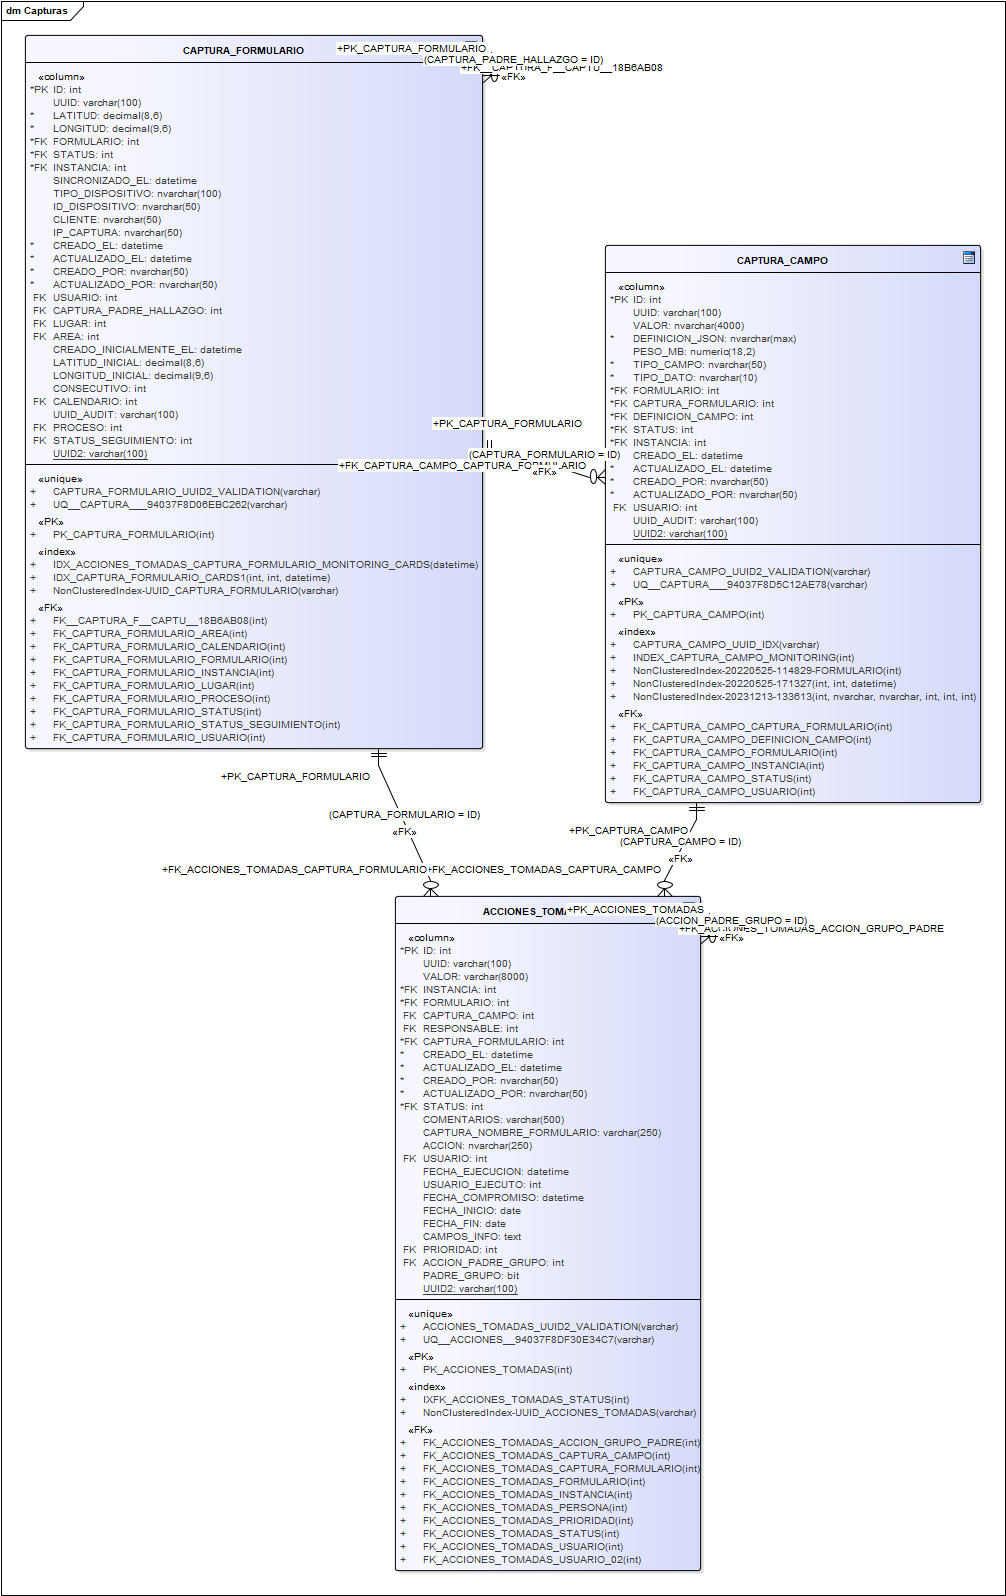 dm Capturas
CAPTURA_FORMULARIO
+PK_CAPTURA_FORMULARIO
(CAPTURA_PADRE_HALLAZGO = ID)
+FK__CAPTURA_F__CAPTU__18B6AB08
«FK»
«column»
*PK ID: int
UUID: varchar(100)
* LATITUD: decimal(8,6)
* LONGITUD: decimal(9,6)
*FK FORMULARIO: int
*FK STATUS: int
*FK INSTANCIA: int
SINCRONIZADO_EL: datetime
TIPO_DISPOSITIVO: nvarchar(100)
ID_DISPOSITIVO: nvarchar(50)
CLIENTE: nvarchar(50)
IP_CAPTURA: nvarchar(50)
* CREADO_EL: datetime
* ACTUALIZADO_EL: datetime
* CREADO_POR: nvarchar(50)
* ACTUALIZADO_POR: nvarchar(50)
FK USUARIO: int
FK CAPTURA_PADRE_HALLAZGO: int
FK LUGAR: int
FK AREA: int
CREADO_INICIALMENTE_EL: datetime
LATITUD_INICIAL: decimal(8,6)
LONGITUD_INICIAL: decimal(9,6)
CONSECUTIVO: int
FK CALENDARIO: int
UUID_AUDIT: varchar(100)
FK PROCESO: int
FK STATUS_SEGUIMIENTO: int
UUID2: varchar(100)
«unique»
+ CAPTURA_FORMULARIO_UUID2_VALIDATION(varchar)
+ UQ__CAPTURA___94037F8D06EBC262(varchar)
«PK»
+ PK_CAPTURA_FORMULARIO(int)
«index»
+ IDX_ACCIONES_TOMADAS_CAPTURA_FORMULARIO_MONITORING_CARDS(datetime)
+ IDX_CAPTURA_FORMULARIO_CARDS1(int, int, datetime)
+ NonClusteredIndex-UUID_CAPTURA_FORMULARIO(varchar)
«FK»
+ FK__CAPTURA_F__CAPTU__18B6AB08(int)
+ FK_CAPTURA_FORMULARIO_AREA(int)
+ FK_CAPTURA_FORMULARIO_CALENDARIO(int)
+ FK_CAPTURA_FORMULARIO_FORMULARIO(int)
+ FK_CAPTURA_FORMULARIO_INSTANCIA(int)
+ FK_CAPTURA_FORMULARIO_LUGAR(int)
+ FK_CAPTURA_FORMULARIO_PROCESO(int)
+ FK_CAPTURA_FORMULARIO_STATUS(int)
+ FK_CAPTURA_FORMULARIO_STATUS_SEGUIMIENTO(int)
+ FK_CAPTURA_FORMULARIO_USUARIO(int)
+PK_CAPTURA_FORMULARIO
(CAPTURA_FORMULARIO = ID)
+FK_CAPTURA_CAMPO_CAPTURA_FORMULARIO
«FK»
CAPTURA_CAMPO
«column»
*PK ID: int
UUID: varchar(100)
VALOR: nvarchar(4000)
* DEFINICION_JSON: nvarchar(max)
PESO_MB: numeric(18,2)
* TIPO_CAMPO: nvarchar(50)
* TIPO_DATO: nvarchar(10)
*FK FORMULARIO: int
*FK CAPTURA_FORMULARIO: int
*FK DEFINICION_CAMPO: int
*FK STATUS: int
*FK INSTANCIA: int
* CREADO_EL: datetime
* ACTUALIZADO_EL: datetime
* CREADO_POR: nvarchar(50)
* ACTUALIZADO_POR: nvarchar(50)
FK USUARIO: int
UUID_AUDIT: varchar(100)
UUID2: varchar(100)
«unique»
+ CAPTURA_CAMPO_UUID2_VALIDATION(varchar)
+ UQ__CAPTURA___94037F8D5C12AE78(varchar)
«PK»
+ PK_CAPTURA_CAMPO(int)
«index»
+ CAPTURA_CAMPO_UUID_IDX(varchar)
+ INDEX_CAPTURA_CAMPO_MONITORING(int)
+ NonClusteredIndex-20220525-114829-FORMULARIO(int)
+ NonClusteredIndex-20220525-171327(int, int, datetime)
+ NonClusteredIndex-20231213-133613(int, nvarchar, nvarchar, int, int, int)
«FK»
+ FK_CAPTURA_CAMPO_CAPTURA_FORMULARIO(int)
+ FK_CAPTURA_CAMPO_DEFINICION_CAMPO(int)
+ FK_CAPTURA_CAMPO_FORMULARIO(int)
+ FK_CAPTURA_CAMPO_INSTANCIA(int)
+ FK_CAPTURA_CAMPO_STATUS(int)
+ FK_CAPTURA_CAMPO_USUARIO(int)
+PK_CAPTURA_FORMULARIO
(CAPTURA_FORMULARIO = ID)
«FK»
+FK_ACCIONES_TOMADAS_CAPTURA_FORMULARIO
+PK_CAPTURA_CAMPO
(CAPTURA_CAMPO = ID)
«FK»
+FK_ACCIONES_TOMADAS_CAPTURA_CAMPO
ACCIONES_TOMA
+PK_ACCIONES_TOMADAS
(ACCION_PADRE_GRUPO = ID)
+FK_ACCIONES_TOMADAS_ACCION_GRUPO_PADRE
«FK»
«column»
*PK ID: int
UUID: varchar(100)
VALOR: varchar(8000)
*FK INSTANCIA: int
*FK FORMULARIO: int
FK CAPTURA_CAMPO: int
FK RESPONSABLE: int
*FK CAPTURA_FORMULARIO: int
* CREADO_EL: datetime
* ACTUALIZADO_EL: datetime
* CREADO_POR: nvarchar(50)
* ACTUALIZADO_POR: nvarchar(50)
*FK STATUS: int
COMENTARIOS: varchar(500)
CAPTURA_NOMBRE_FORMULARIO: varchar(250)
ACCION: nvarchar(250)
FK USUARIO: int
FECHA_EJECUCION: datetime
USUARIO_EJECUTO: int
FECHA_COMPROMISO: datetime
FECHA_INICIO: date
FECHA_FIN: date
CAMPOS_INFO: text
FK PRIORIDAD: int
FK ACCION_PADRE_GRUPO: int
PADRE_GRUPO: bit
UUID2: varchar(100)
«unique»
+ ACCIONES_TOMADAS_UUID2_VALIDATION(varchar)
+ UQ__ACCIONES__94037F8DF30E34C7(varchar)
«PK»
+ PK_ACCIONES_TOMADAS(int)
«index»
+ IXFK_ACCIONES_TOMADAS_STATUS(int)
+ NonClusteredIndex-UUID_ACCIONES_TOMADAS(varchar)
«FK»
+ FK_ACCIONES_TOMADAS_ACCION_GRUPO_PADRE(int)
+ FK_ACCIONES_TOMADAS_CAPTURA_CAMPO(int)
+ FK_ACCIONES_TOMADAS_CAPTURA_FORMULARIO(int)
+ FK_ACCIONES_TOMADAS_FORMULARIO(int)
+ FK_ACCIONES_TOMADAS_INSTANCIA(int)
+ FK_ACCIONES_TOMADAS_PERSONA(int)
+ FK_ACCIONES_TOMADAS_PRIORIDAD(int)
+ FK_ACCIONES_TOMADAS_STATUS(int)
+ FK_ACCIONES_TOMADAS_USUARIO(int)
+ FK_ACCIONES_TOMADAS_USUARIO_02(int)